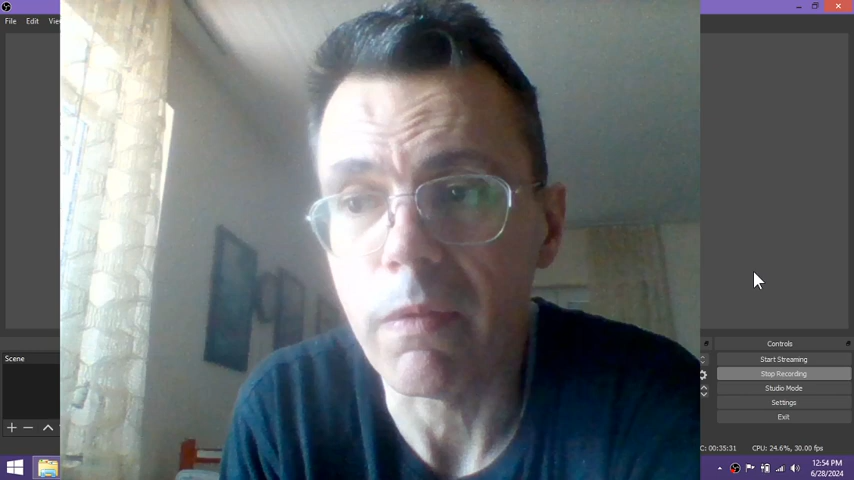 File Edit Vie
Scene
Controls
Start Streaming
Stop Recording
Studio Mode
Settings
Exit
C: 00:35:31 CPU: 24.6%, 30.00 fps
12:54 PM
6/28/2024